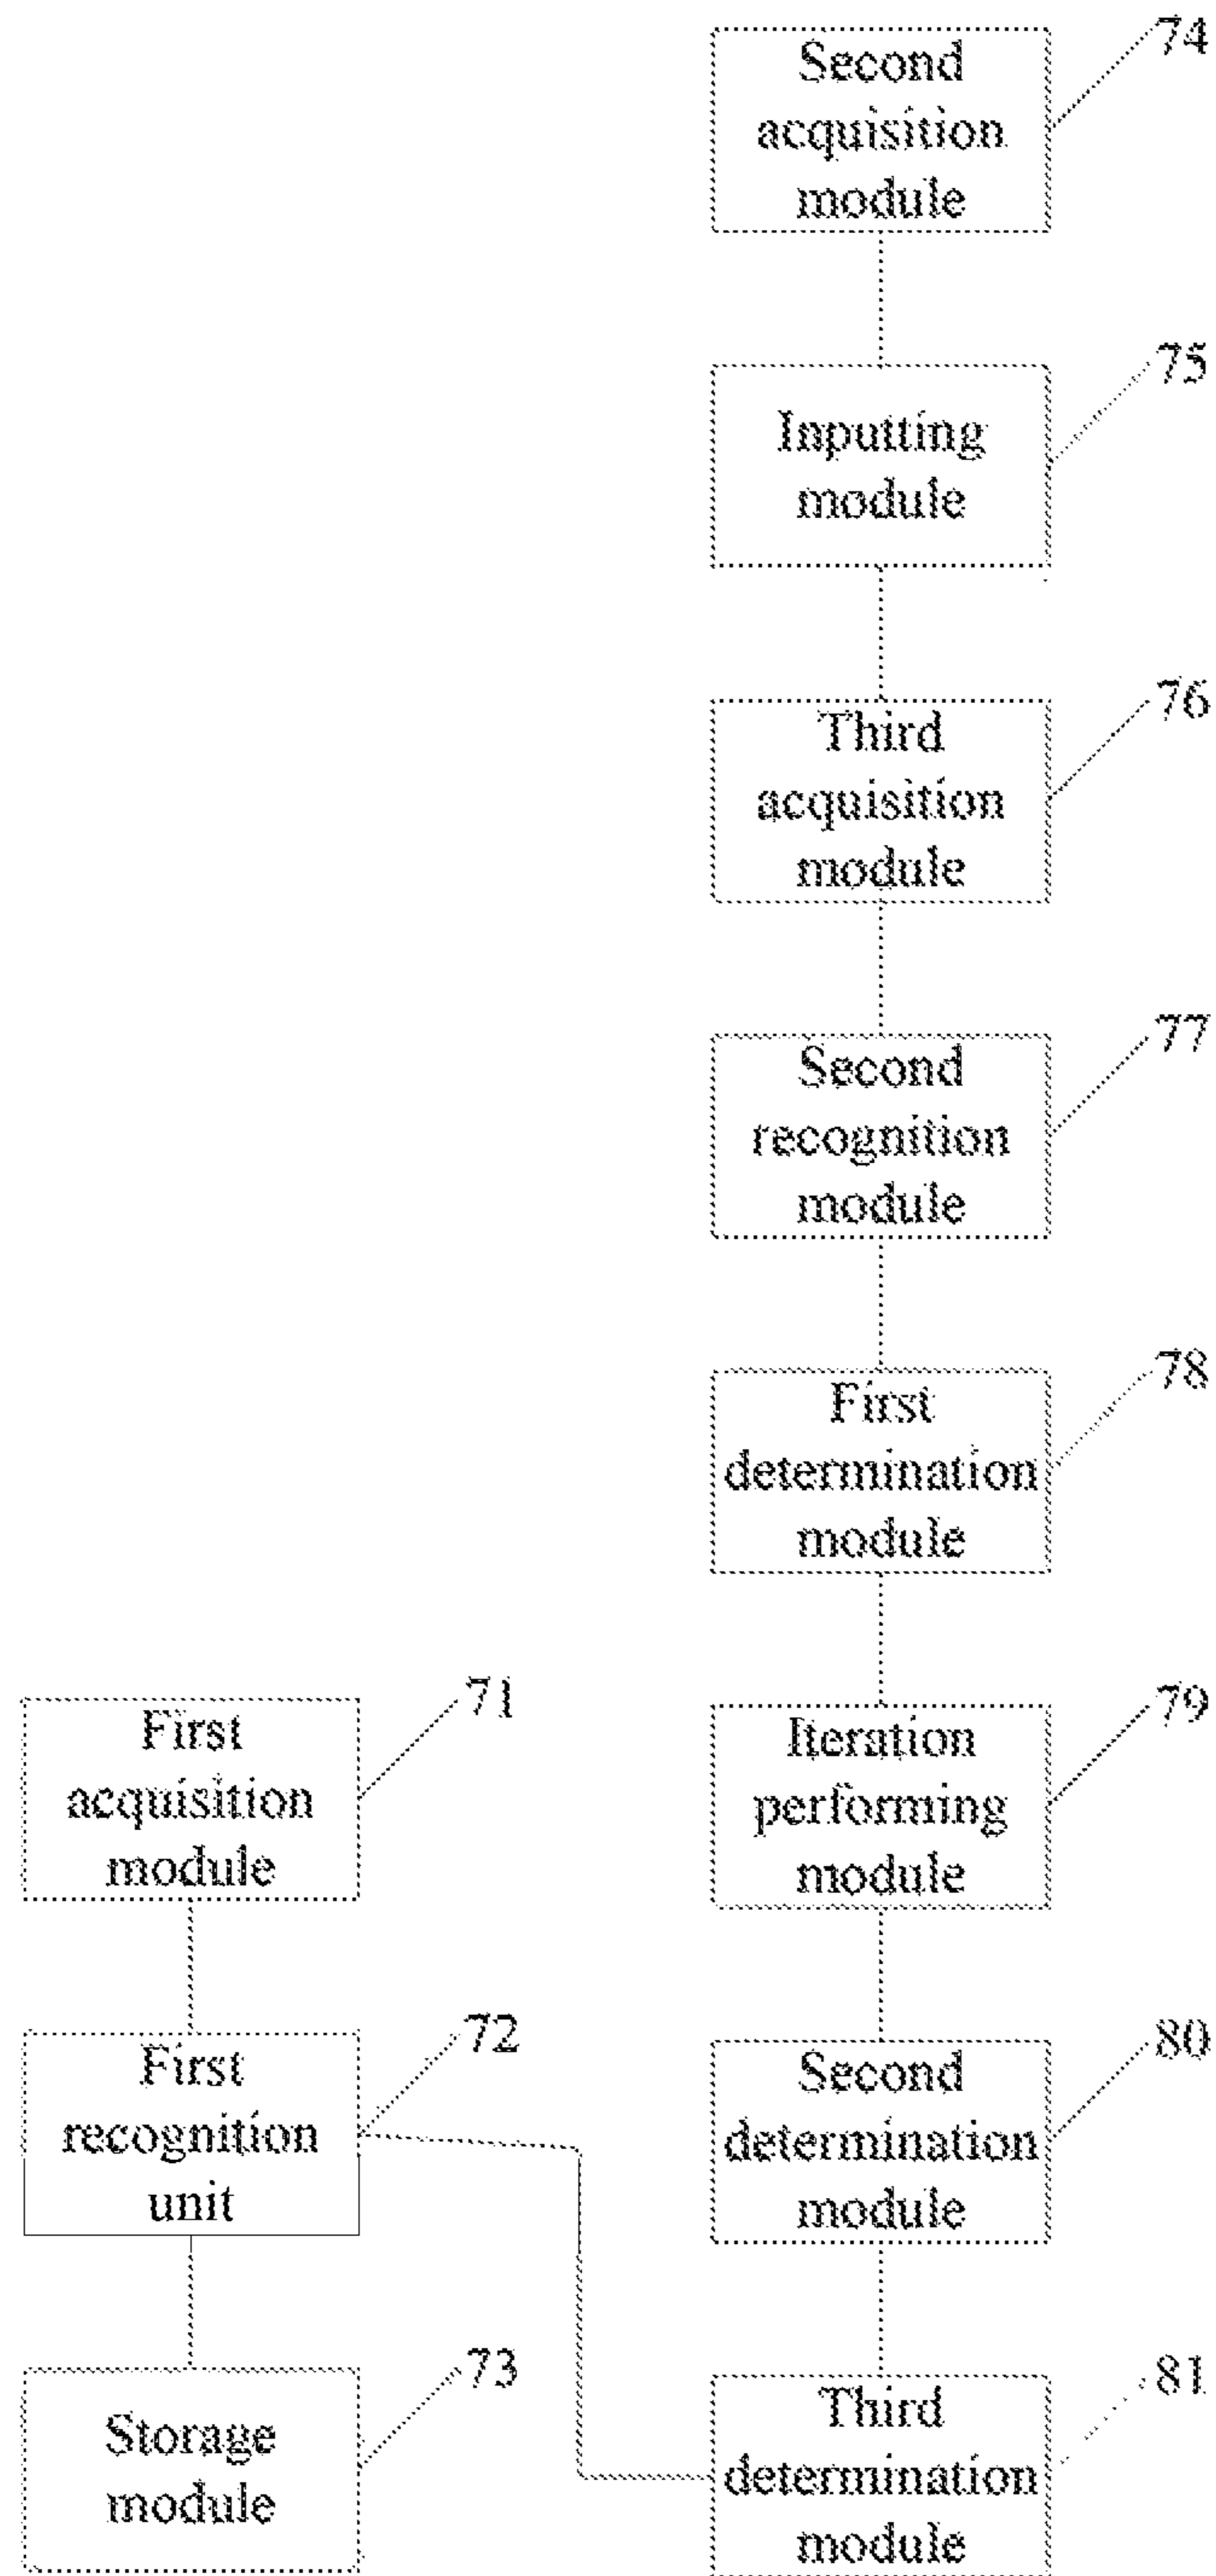 74
Second
acquisition
module
75
Inputting
module
76
Third
acquisition
module
77
Second
recognition
module
78
First
determination
module
71
First
acquisition
module
79
Iteration
performing
module
72
First
recognition
unit
80
Second
determination
module
73
Storage
module
81
Third
determination
module